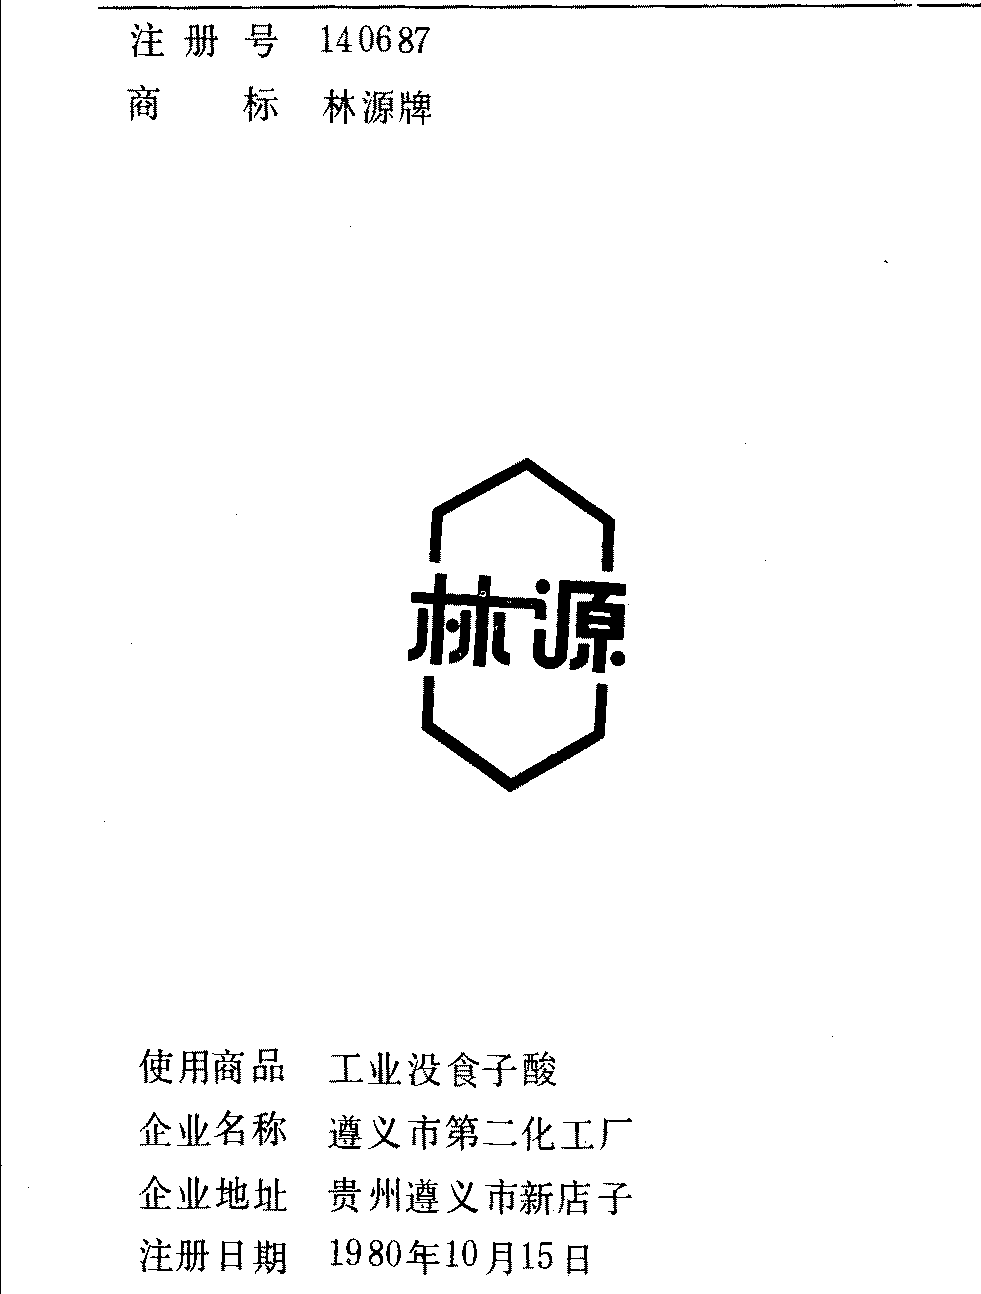 注册号 140687
商标 林源牌
林源
使用商品 工业没食子酸
企业名称 遵义市第二化工厂
企业地址 贵州遵义市新店子
注册日期 1980年10月15日